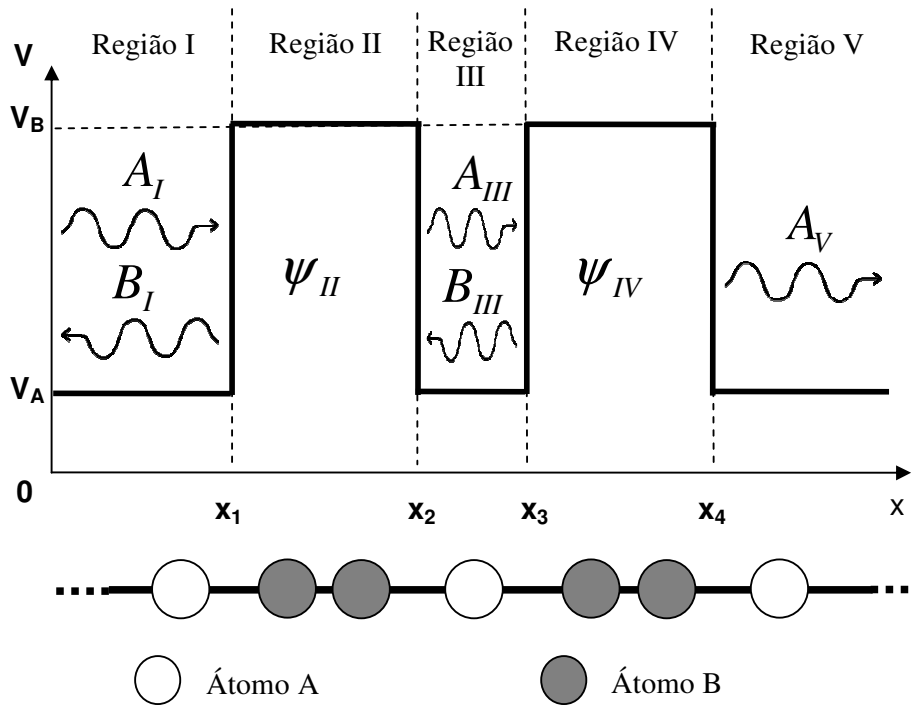 Região I
Região II
Região
III
Região IV
Região V
V
V_B
A_I
A_III
A_V
B_I
ψ_II
B_III
ψ_IV
V_A
0
x_1
x_2
x_3
x_4
x
Átomo A
Átomo B